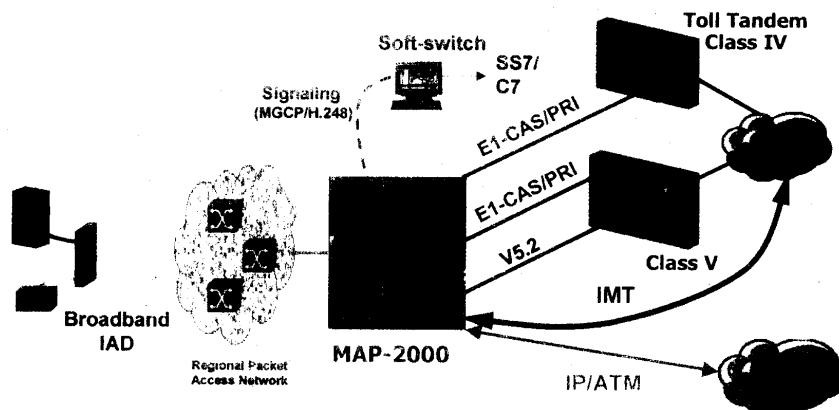 Toll Tandem
Class IV
Soft-switch
SS7/
C7
Signaling
(MGCP/H.248)
E1-CAS/PRI
E1-CAS/PRI
V5.2
Class V
IMT
Broadband
IAD
Regional Packet
Access Network
MAP-2000
IP/ATM